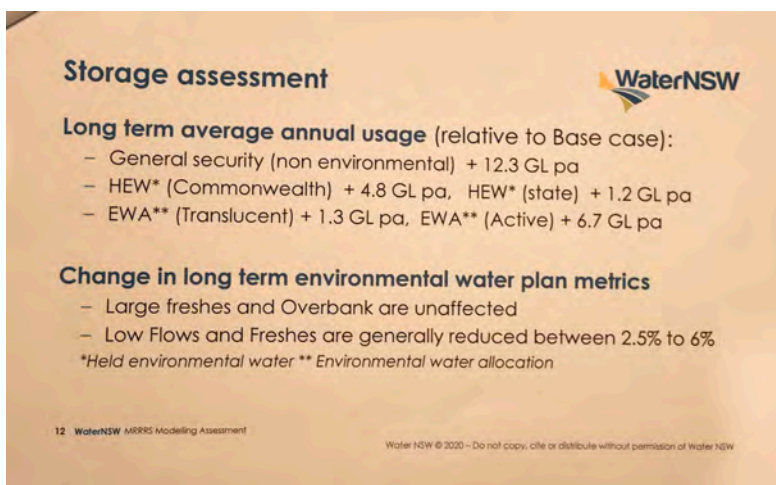 Storage assessment
WaterNSW
Long term average annual usage (relative to Base case):
– General security (non environmental) + 12.3 GL pa
– HEW* (Commonwealth) + 4.8 GL pa, HEW* (state) + 1.2 GL pa
– EWA** (Translucent) + 1.3 GL pa, EWA** (Active) + 6.7 GL pa
Change in long term environmental water plan metrics
– Large freshes and Overbank are unaffected
– Low Flows and Freshes are generally reduced between 2.5% to 6%
*Held environmental water ** Environmental water allocation
12 WaterNSW MRRRS Modelling Assessment
Water NSW © 2020 – Do not copy, cite or distribute without permission of Water NSW